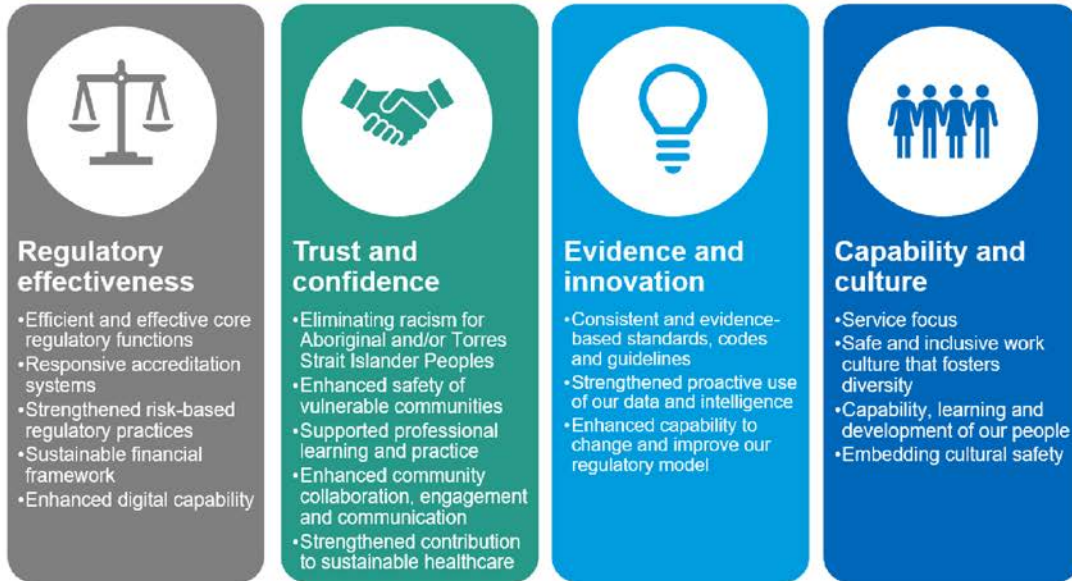 Regulatory
effectiveness
•Efficient and effective core
regulatory functions
•Responsive accreditation
systems
•Strengthened risk-based
regulatory practices
•Sustainable financial
framework
•Enhanced digital capability
Trust and
confidence
•Eliminating racism for
Aboriginal and/or Torres
Strait Islander Peoples
•Enhanced safety of
vulnerable communities
•Supported professional
learning and practice
•Enhanced community
collaboration, engagement
and communication
•Strengthened contribution
to sustainable healthcare
Evidence and
innovation
•Consistent and evidence-
based standards, codes
and guidelines
•Strengthened proactive use
of our data and intelligence
•Enhanced capability to
change and improve our
regulatory model
Capability and
culture
•Service focus
•Safe and inclusive work
culture that fosters
diversity
•Capability, learning and
development of our people
•Embedding cultural safety